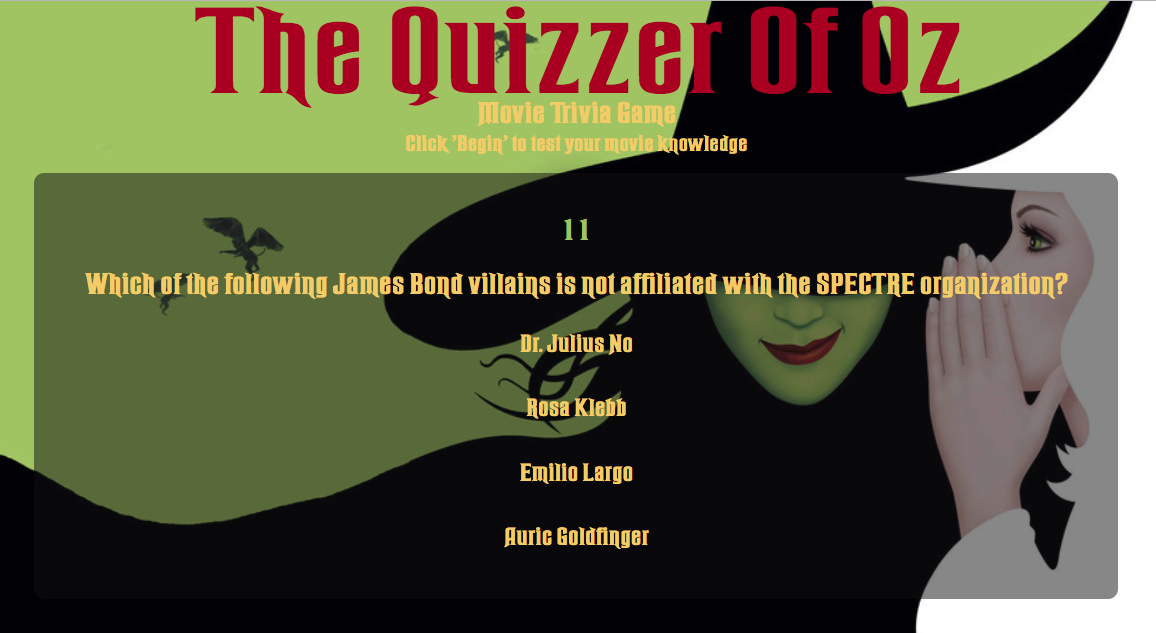 The Quizzer Of Oz
Movie Trivia Game
Click 'Begin' to test your movie knowledge
11
Which of the following James Bond villains is not affiliated with the SPECTRE organization?
Dr. Julius No
Rosa Klebb
Emilio Largo
Auric Goldfinger